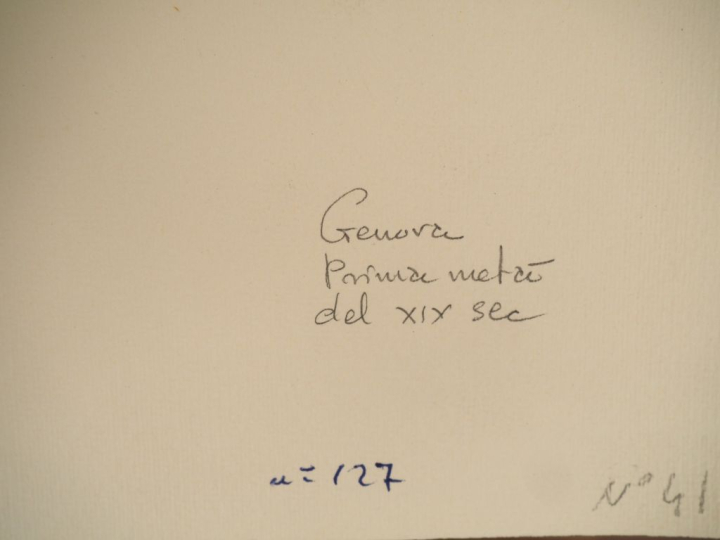 Genova
Prima metà
del XIX sec
n= 127
N° 41